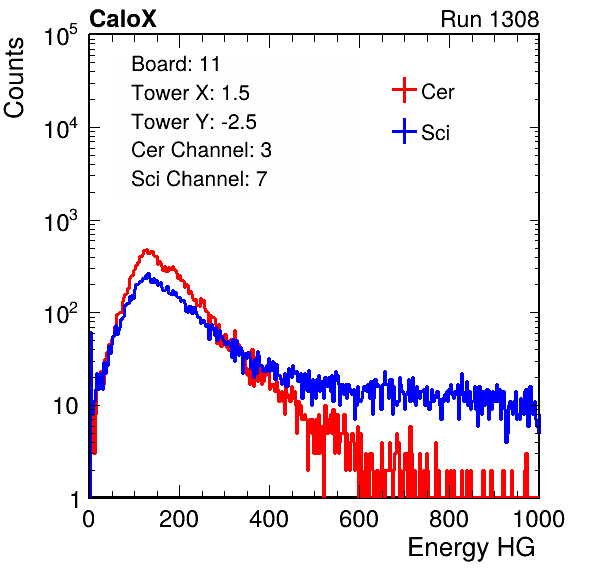 CaloX Run 1308
Counts
10^5
10^4
10^3
10^2
10
1
Board: 11
Tower X: 1.5
Tower Y: -2.5
Cer Channel: 3
Sci Channel: 7
Cer
Sci
0 200 400 600 800 1000
Energy HG